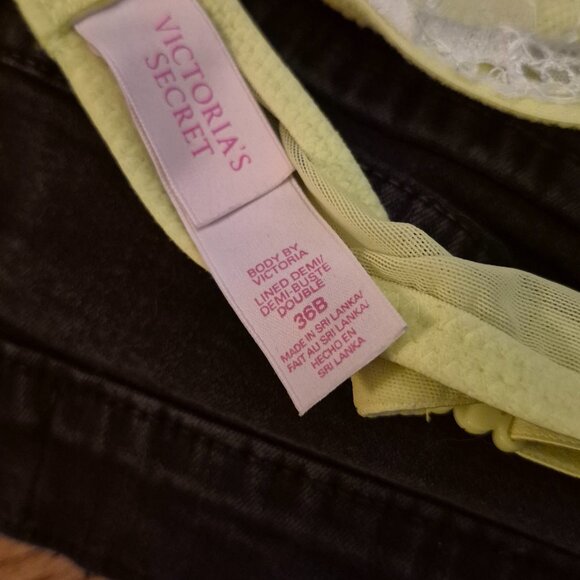 VICTORIA'S
SECRET
BODY BY
VICTORIA
LINED DEMI/
DEMI-BUSTE
DOUBLÉ
36B
MADE IN SRI LANKA/
FAIT AU SRI LANKA/
HECHO EN
SRI LANKA